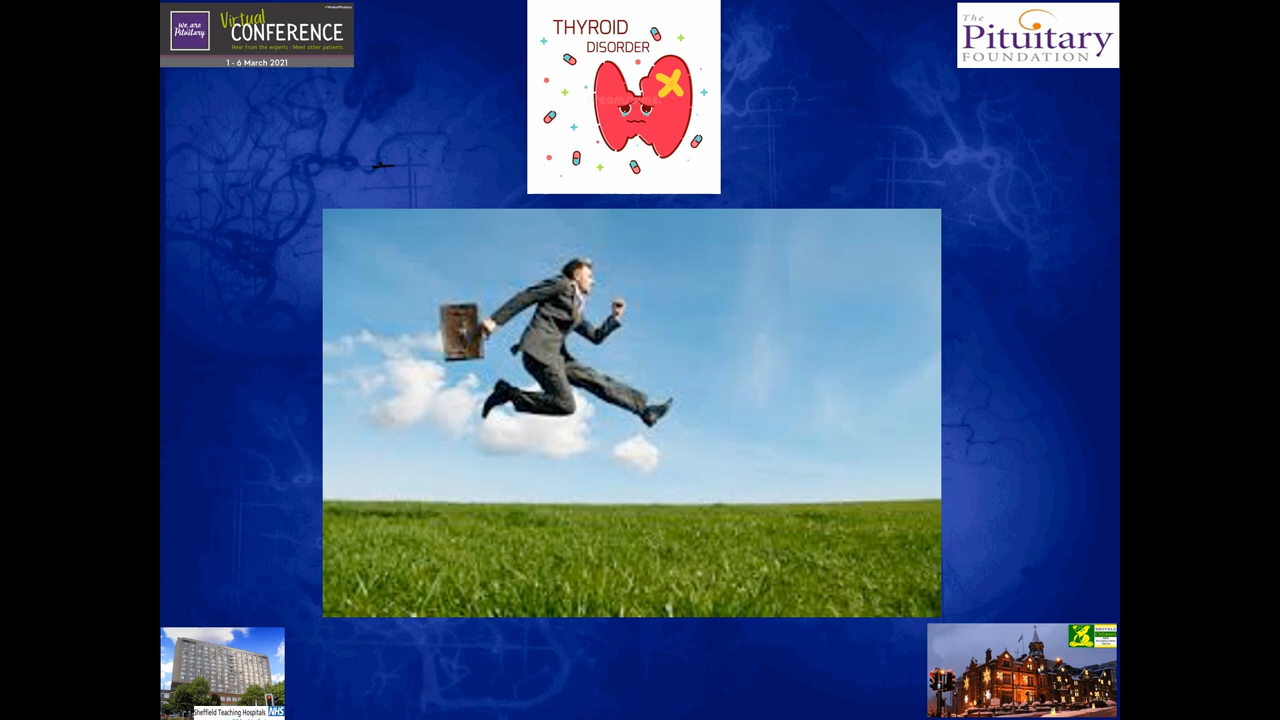 #WeArePituitary
we are
Pituitary
Virtual
CONFERENCE
Hear from the experts : Meet other patients
1 - 6 March 2021
THYROID
DISORDER
The
Pituitary
FOUNDATION
Sheffield Teaching Hospitals NHS